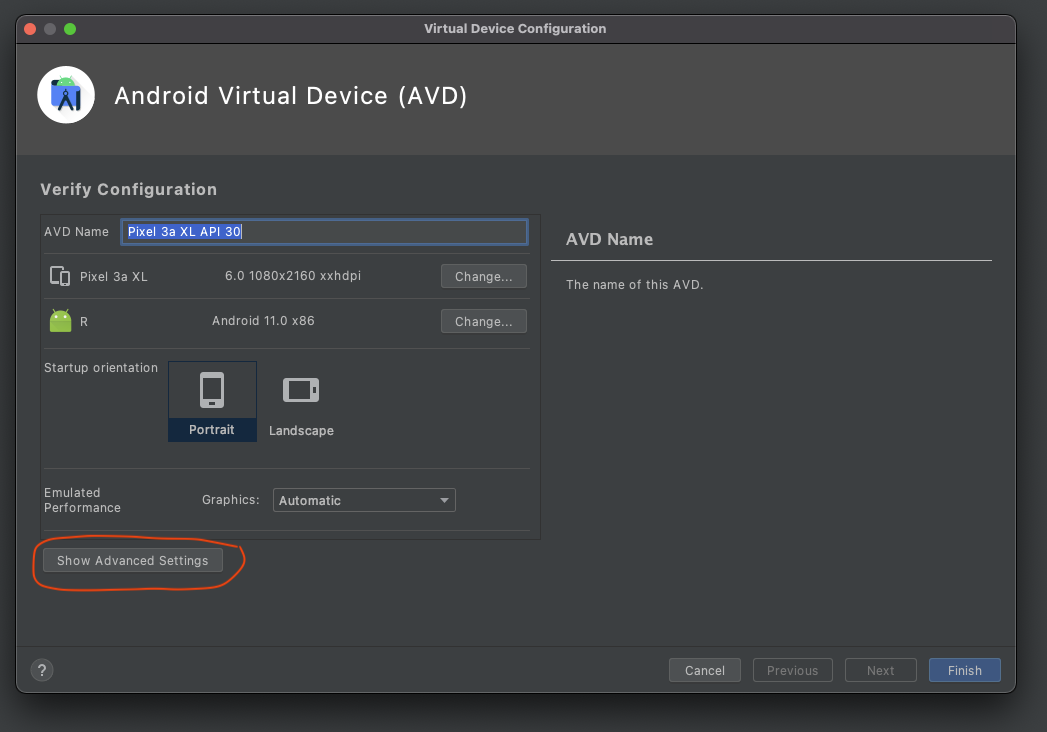 Virtual Device Configuration
Android Virtual Device (AVD)
Verify Configuration
AVD Name Pixel 3a XL API 30
Pixel 3a XL 6.0 1080x2160 xxhdpi Change...
R Android 11.0 x86 Change...
Startup orientation
Portrait
Landscape
Emulated
Performance
Graphics: Automatic
Show Advanced Settings
AVD Name
The name of this AVD.
? Cancel Previous Next Finish